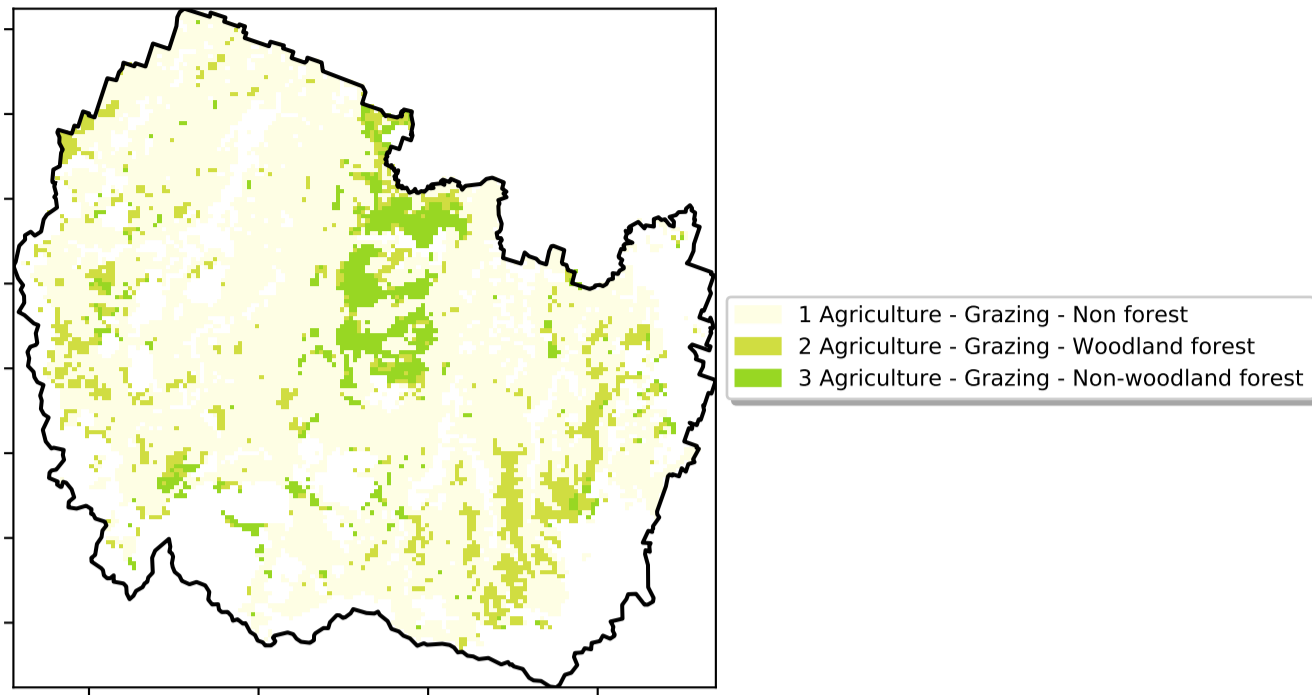 1 Agriculture - Grazing - Non forest
2 Agriculture - Grazing - Woodland forest
3 Agriculture - Grazing - Non-woodland forest